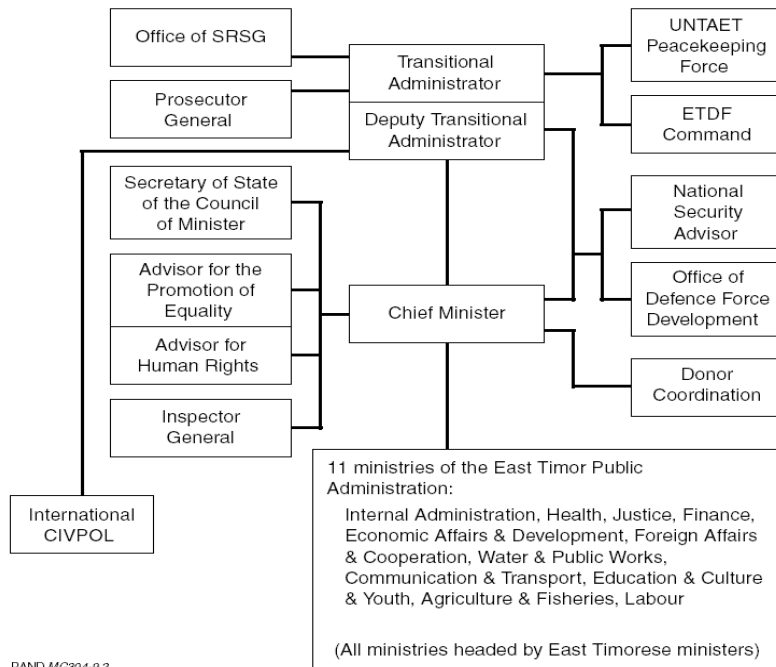 Office of SRSG
Prosecutor
General
Transitional
Administrator
Deputy Transitional
Administrator
UNTAET
Peacekeeping
Force
ETDF
Command
Secretary of State
of the Council
of Minister
Advisor for the
Promotion of
Equality
Advisor for
Human Rights
Inspector
General
Chief Minister
National
Security
Advisor
Office of
Defence Force
Development
Donor
Coordination
International
CIVPOL
11 ministries of the East Timor Public
Administration:
Internal Administration, Health, Justice, Finance,
Economic Affairs & Development, Foreign Affairs
& Cooperation, Water & Public Works,
Communication & Transport, Education & Culture
& Youth, Agriculture & Fisheries, Labour
(All ministries headed by East Timorese ministers)
RAND MG304-9.2